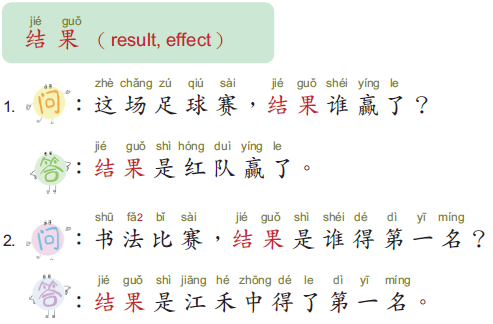 jié guǒ
结果 (result, effect)
zhè chǎng zú qiú sài jié guǒ shéi yíng le
1. 问：这场足球赛，结果谁赢了？
jié guǒ shì hóng duì yíng le
答：结果是红队赢了。
shū fǎ2 bǐ sài jié guǒ shì shéi dé dì yī míng
2. 问：书法比赛，结果是谁得第一名？
jié guǒ shì jiāng hé zhōng dé le dì yī míng
答：结果是江禾中得了第一名。